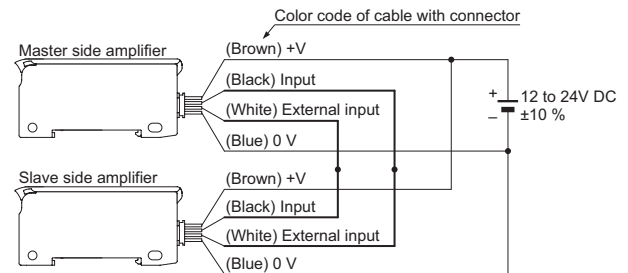 Color code of cable with connector
Master side amplifier
(Brown) +V
(Black) Input
(White) External input
(Blue) 0 V
+
–
12 to 24V DC
±10 %
Slave side amplifier
(Brown) +V
(Black) Input
(White) External input
(Blue) 0 V